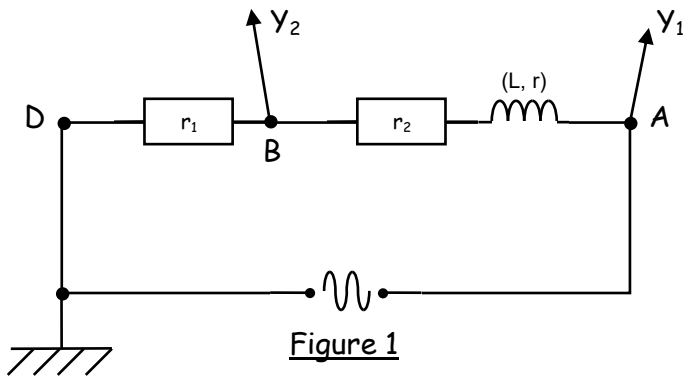 Y₂
Y₁
(L, r)
D
r₁
r₂
A
B
Figure 1